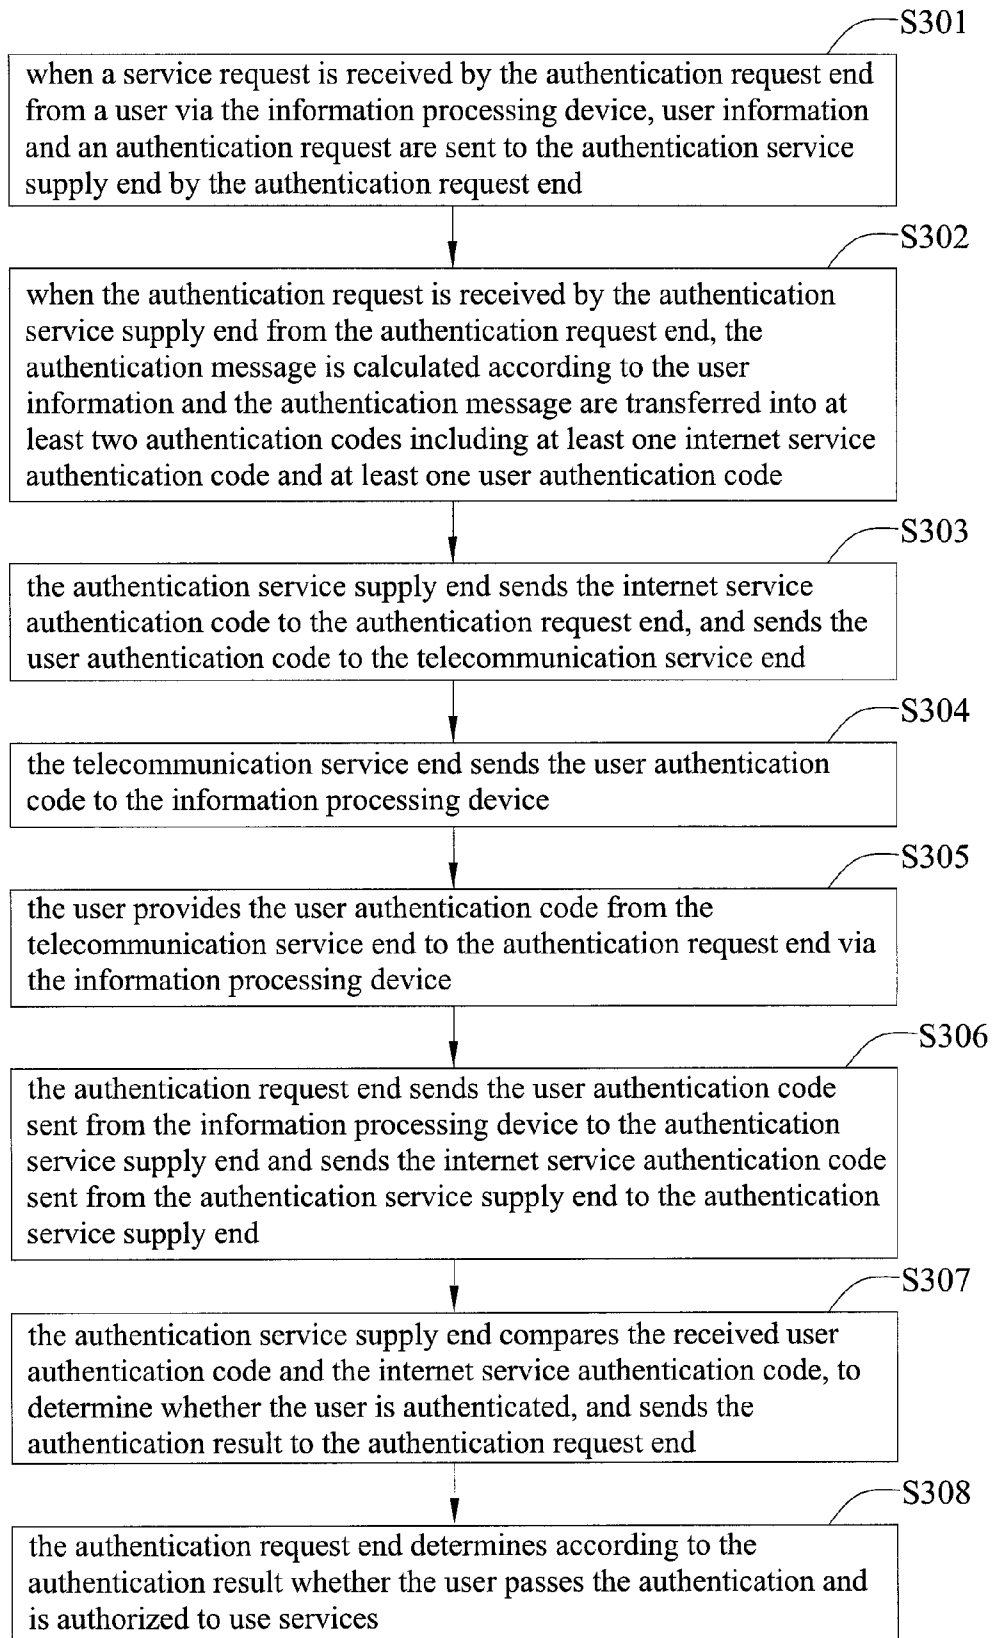 S301
when a service request is received by the authentication request end
from a user via the information processing device, user information
and an authentication request are sent to the authentication service
supply end by the authentication request end
S302
when the authentication request is received by the authentication
service supply end from the authentication request end, the
authentication message is calculated according to the user
information and the authentication message are transferred into at
least two authentication codes including at least one internet service
authentication code and at least one user authentication code
S303
the authentication service supply end sends the internet service
authentication code to the authentication request end, and sends the
user authentication code to the telecommunication service end
S304
the telecommunication service end sends the user authentication
code to the information processing device
S305
the user provides the user authentication code from the
telecommunication service end to the authentication request end via
the information processing device
S306
the authentication request end sends the user authentication code
sent from the information processing device to the authentication
service supply end and sends the internet service authentication code
sent from the authentication service supply end to the authentication
service supply end
S307
the authentication service supply end compares the received user
authentication code and the internet service authentication code, to
determine whether the user is authenticated, and sends the
authentication result to the authentication request end
S308
the authentication request end determines according to the
authentication result whether the user passes the authentication and
is authorized to use services